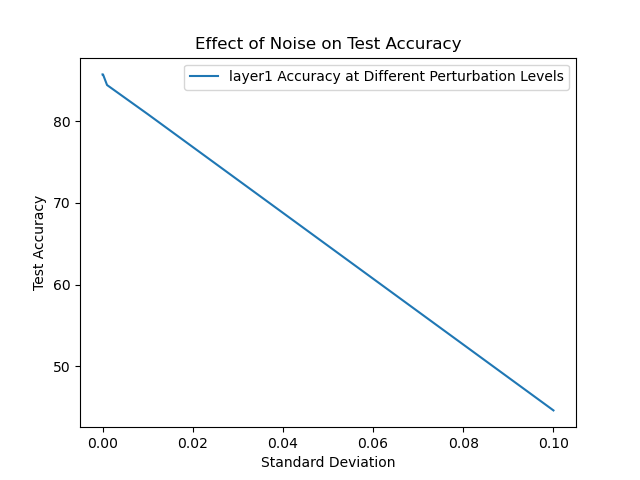 Effect of Noise on Test Accuracy
layer1 Accuracy at Different Perturbation Levels
Test Accuracy
80
70
60
50
0.00 0.02 0.04 0.06 0.08 0.10
Standard Deviation